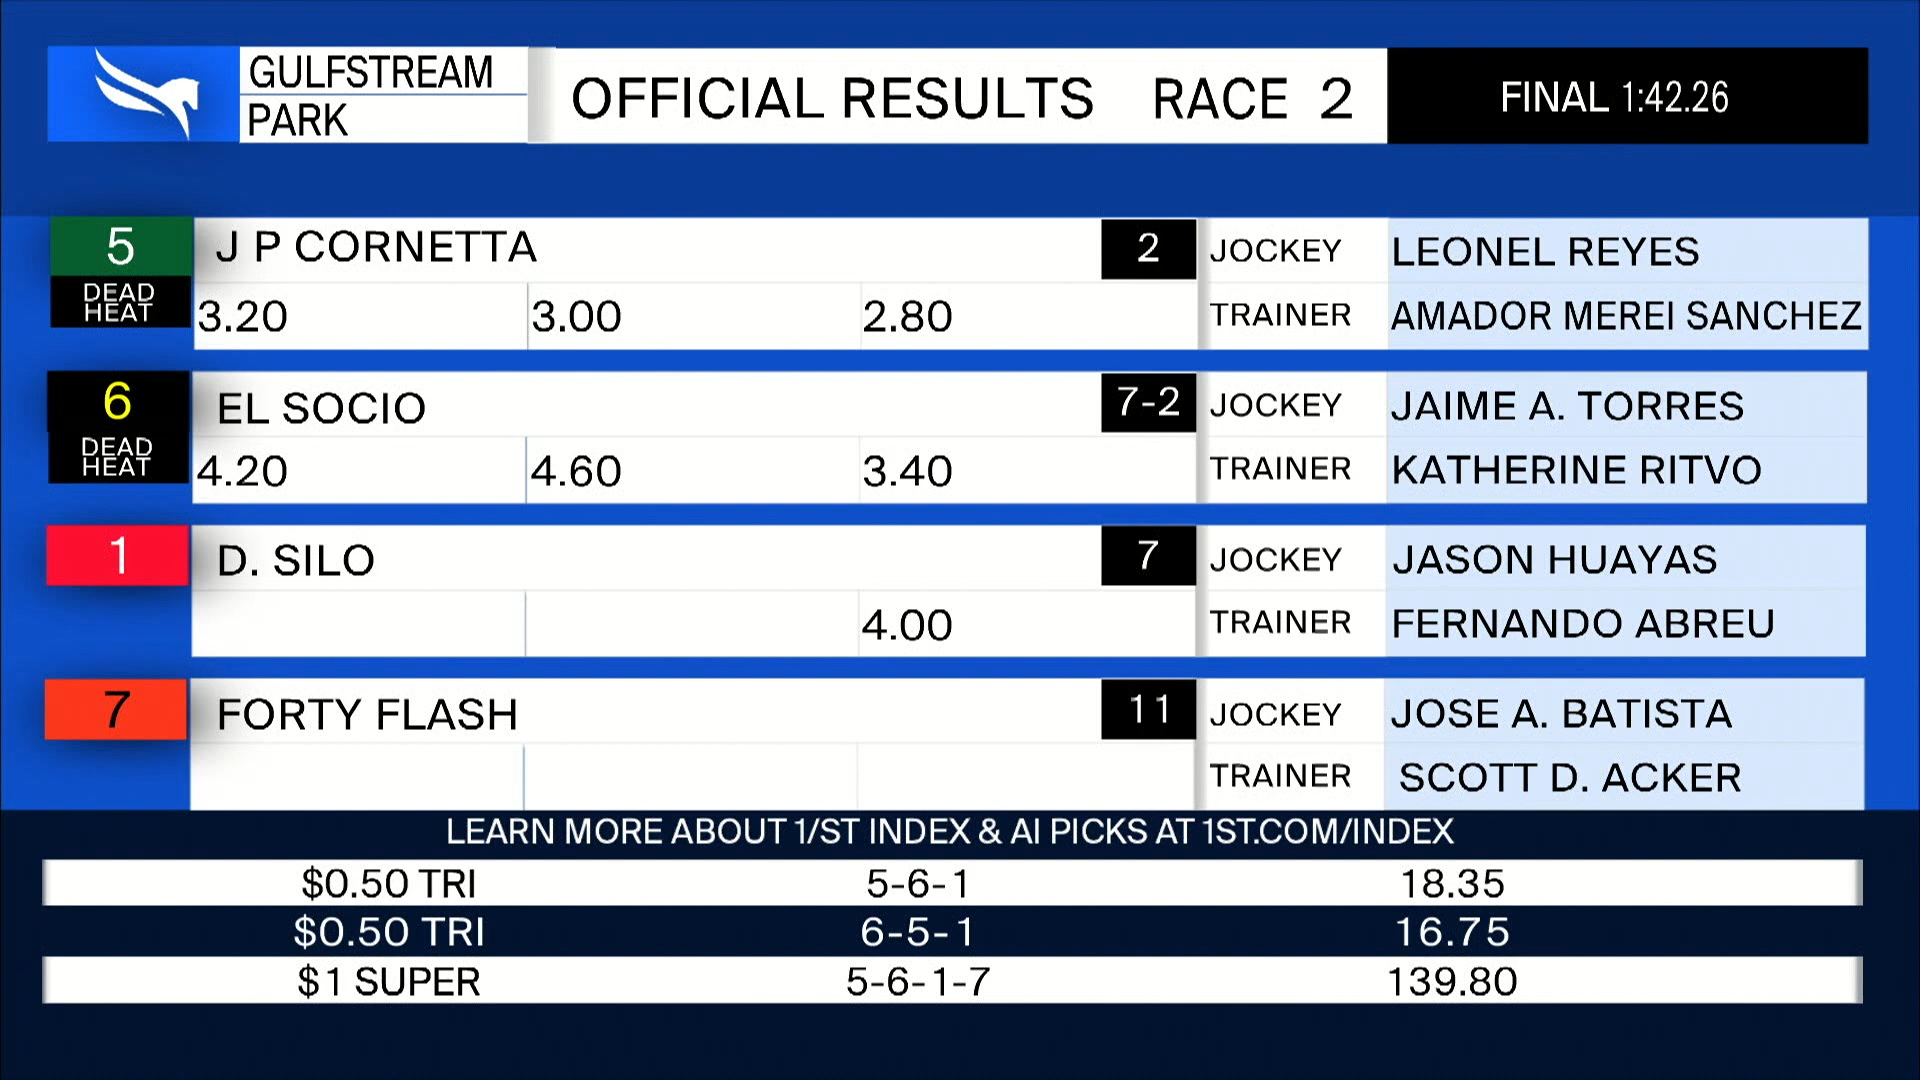 GULFSTREAM
PARK
OFFICIAL RESULTS RACE 2
FINAL 1:42.26
5 J P CORNETTA 2 JOCKEY LEONEL REYES
DEAD
HEAT
3.20 3.00 2.80 TRAINER AMADOR MEREI SANCHEZ
6 EL SOCIO 7-2 JOCKEY JAIME A. TORRES
DEAD
HEAT
4.20 4.60 3.40 TRAINER KATHERINE RITVO
1 D. SILO 7 JOCKEY JASON HUAYAS
4.00 TRAINER FERNANDO ABREU
7 FORTY FLASH 11 JOCKEY JOSE A. BATISTA
TRAINER SCOTT D. ACKER
LEARN MORE ABOUT 1/ST INDEX & AI PICKS AT 1ST.COM/INDEX
$0.50 TRI 5-6-1 18.35
$0.50 TRI 6-5-1 16.75
$1 SUPER 5-6-1-7 139.80